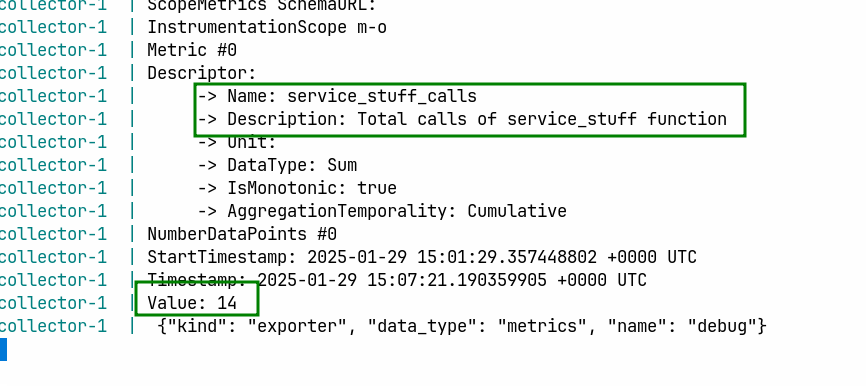 collector-1 | ScopeMetrics SchemaURL:
collector-1 | InstrumentationScope m-o
collector-1 | Metric #0
collector-1 | Descriptor:
collector-1 |      -> Name: service_stuff_calls
collector-1 |      -> Description: Total calls of service_stuff function
collector-1 |      -> Unit:
collector-1 |      -> DataType: Sum
collector-1 |      -> IsMonotonic: true
collector-1 |      -> AggregationTemporality: Cumulative
collector-1 | NumberDataPoints #0
collector-1 | StartTimestamp: 2025-01-29 15:01:29.357448802 +0000 UTC
collector-1 | Timestamp: 2025-01-29 15:07:21.190359905 +0000 UTC
collector-1 | Value: 14
collector-1 |  {"kind": "exporter", "data_type": "metrics", "name": "debug"}